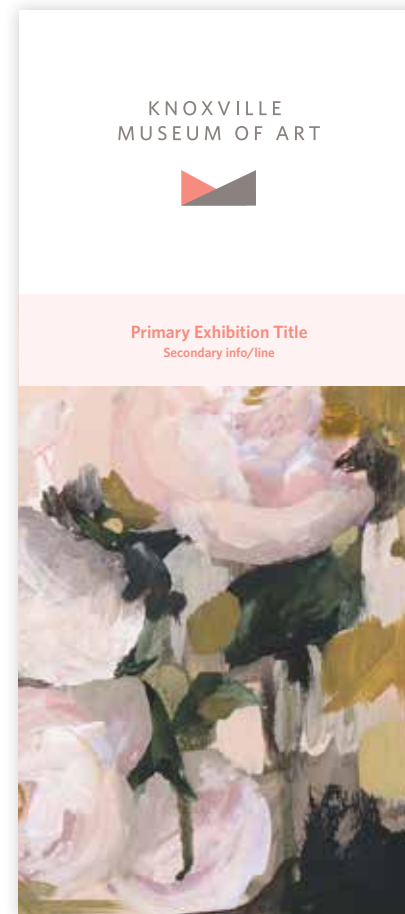 KNOXVILLE
MUSEUM OF ART
Primary Exhibition Title
Secondary info/line